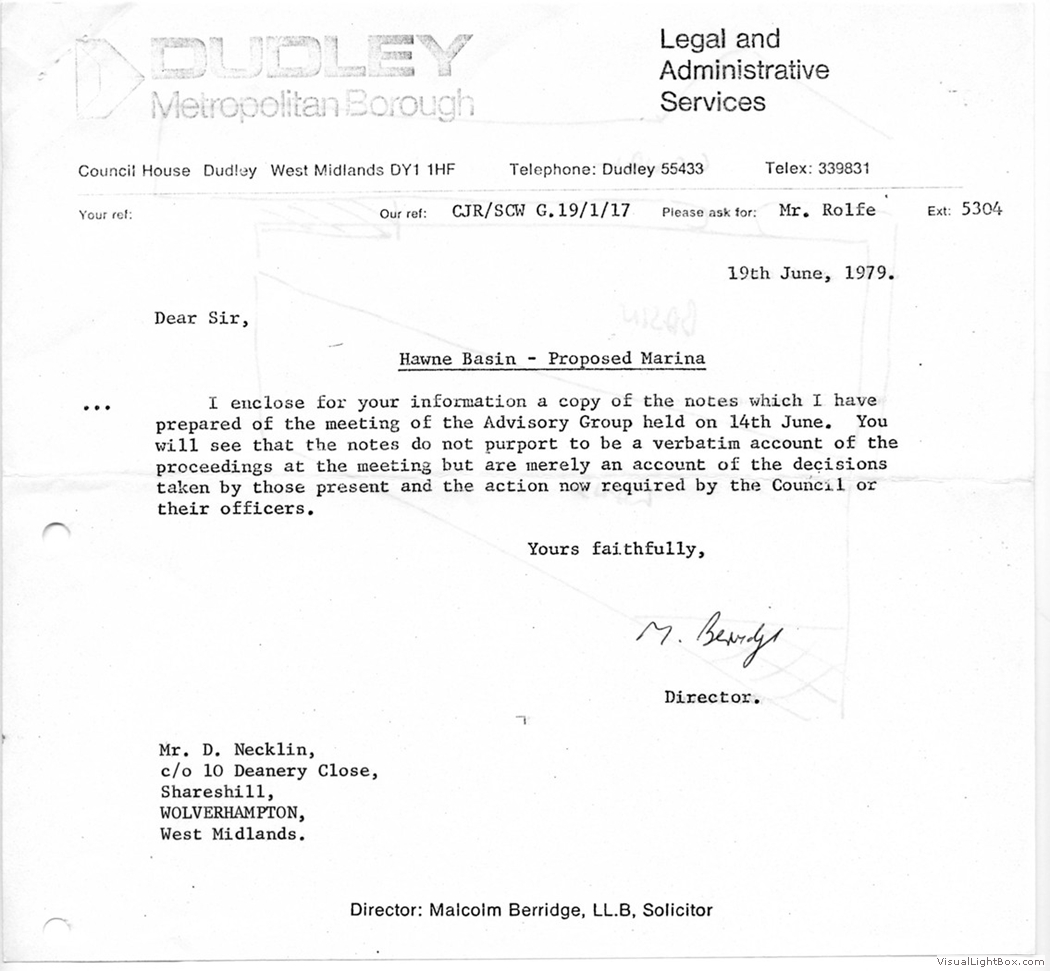 DUDLEY
Metropolitan Borough
Legal and
Administrative
Services
Council House Dudley West Midlands DY1 1HF Telephone: Dudley 55433 Telex: 339831
Your ref: Our ref: CJR/SCW G.19/1/17 Please ask for: Mr. Rolfe Ext: 5304
19th June, 1979.
Dear Sir,
Hawne Basin - Proposed Marina
... I enclose for your information a copy of the notes which I have
prepared of the meeting of the Advisory Group held on 14th June. You
will see that the notes do not purport to be a verbatim account of the
proceedings at the meeting but are merely an account of the decisions
taken by those present and the action now required by the Council or
their officers.
Yours faithfully,
M. Berridge
Director.
Mr. D. Necklin,
c/o 10 Deanery Close,
Shareshill,
WOLVERHAMPTON,
West Midlands.
Director: Malcolm Berridge, LL.B, Solicitor
VisualLightBox.com